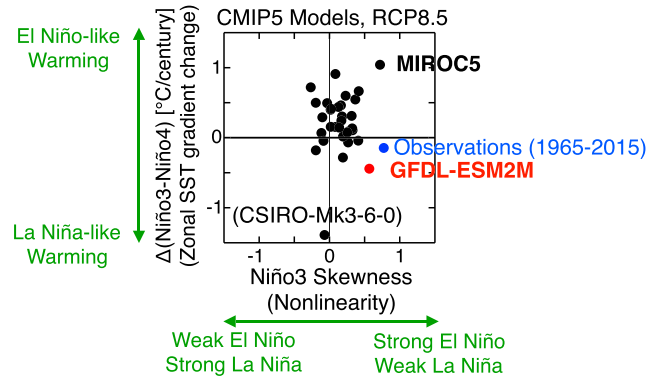 CMIP5 Models, RCP8.5
El Niño-like
Warming
La Niña-like
Warming
Δ(Niño3-Niño4) [°C/century]
(Zonal SST gradient change)
1
0
-1
MIROC5
Observations (1965-2015)
GFDL-ESM2M
(CSIRO-Mk3-6-0)
-1 0 1
Niño3 Skewness
(Nonlinearity)
Weak El Niño
Strong La Niña
Strong El Niño
Weak La Niña